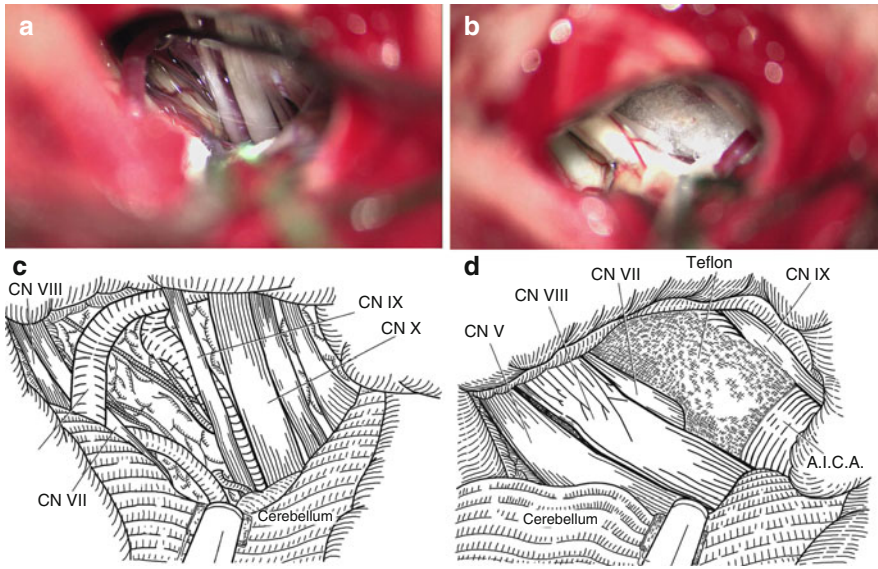 a
b
c
CN VIII
CN IX
CN X
CN VII
Cerebellum
d
Teflon
CN VII
CN IX
CN VIII
CN V
A.I.C.A.
Cerebellum